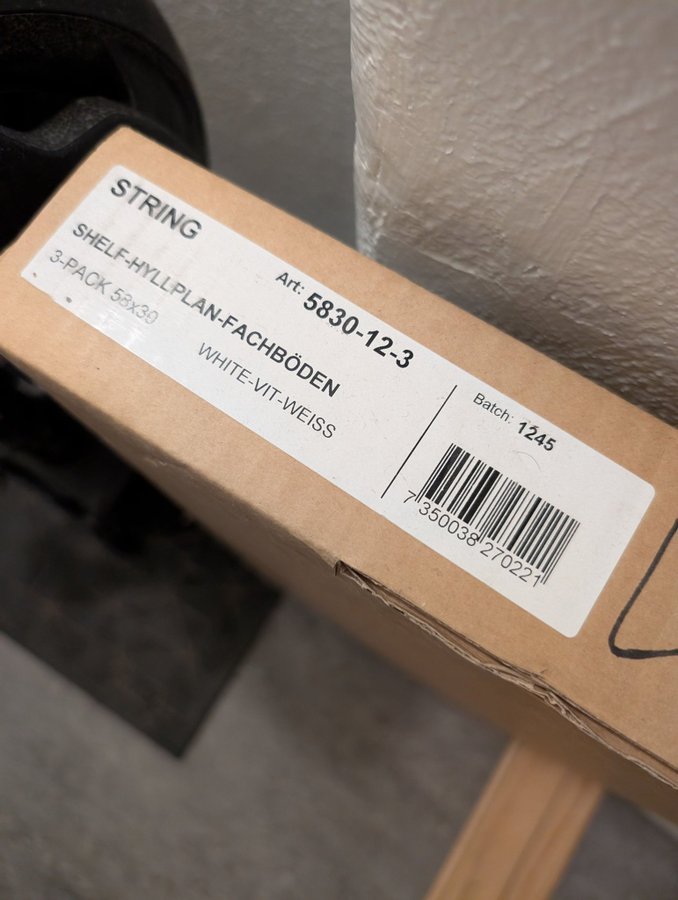 STRING
Art: 5830-12-3
SHELF-HYLLPLAN-FACHBÖDEN
3-PACK 58x30
WHITE-VIT-WEISS
Batch: 1245
7 350038 270221